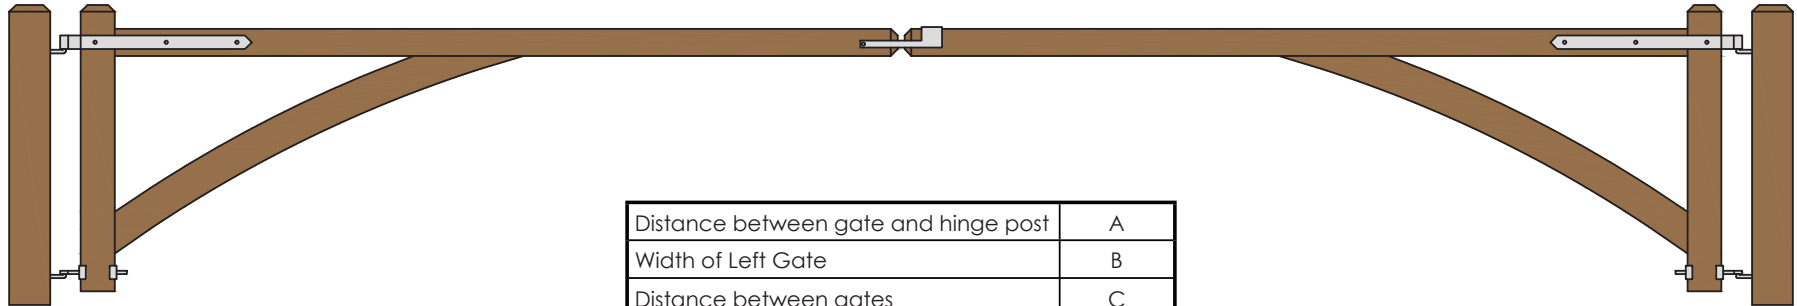 Distance between gate and hinge post A
Width of Left Gate B
Distance between gates C